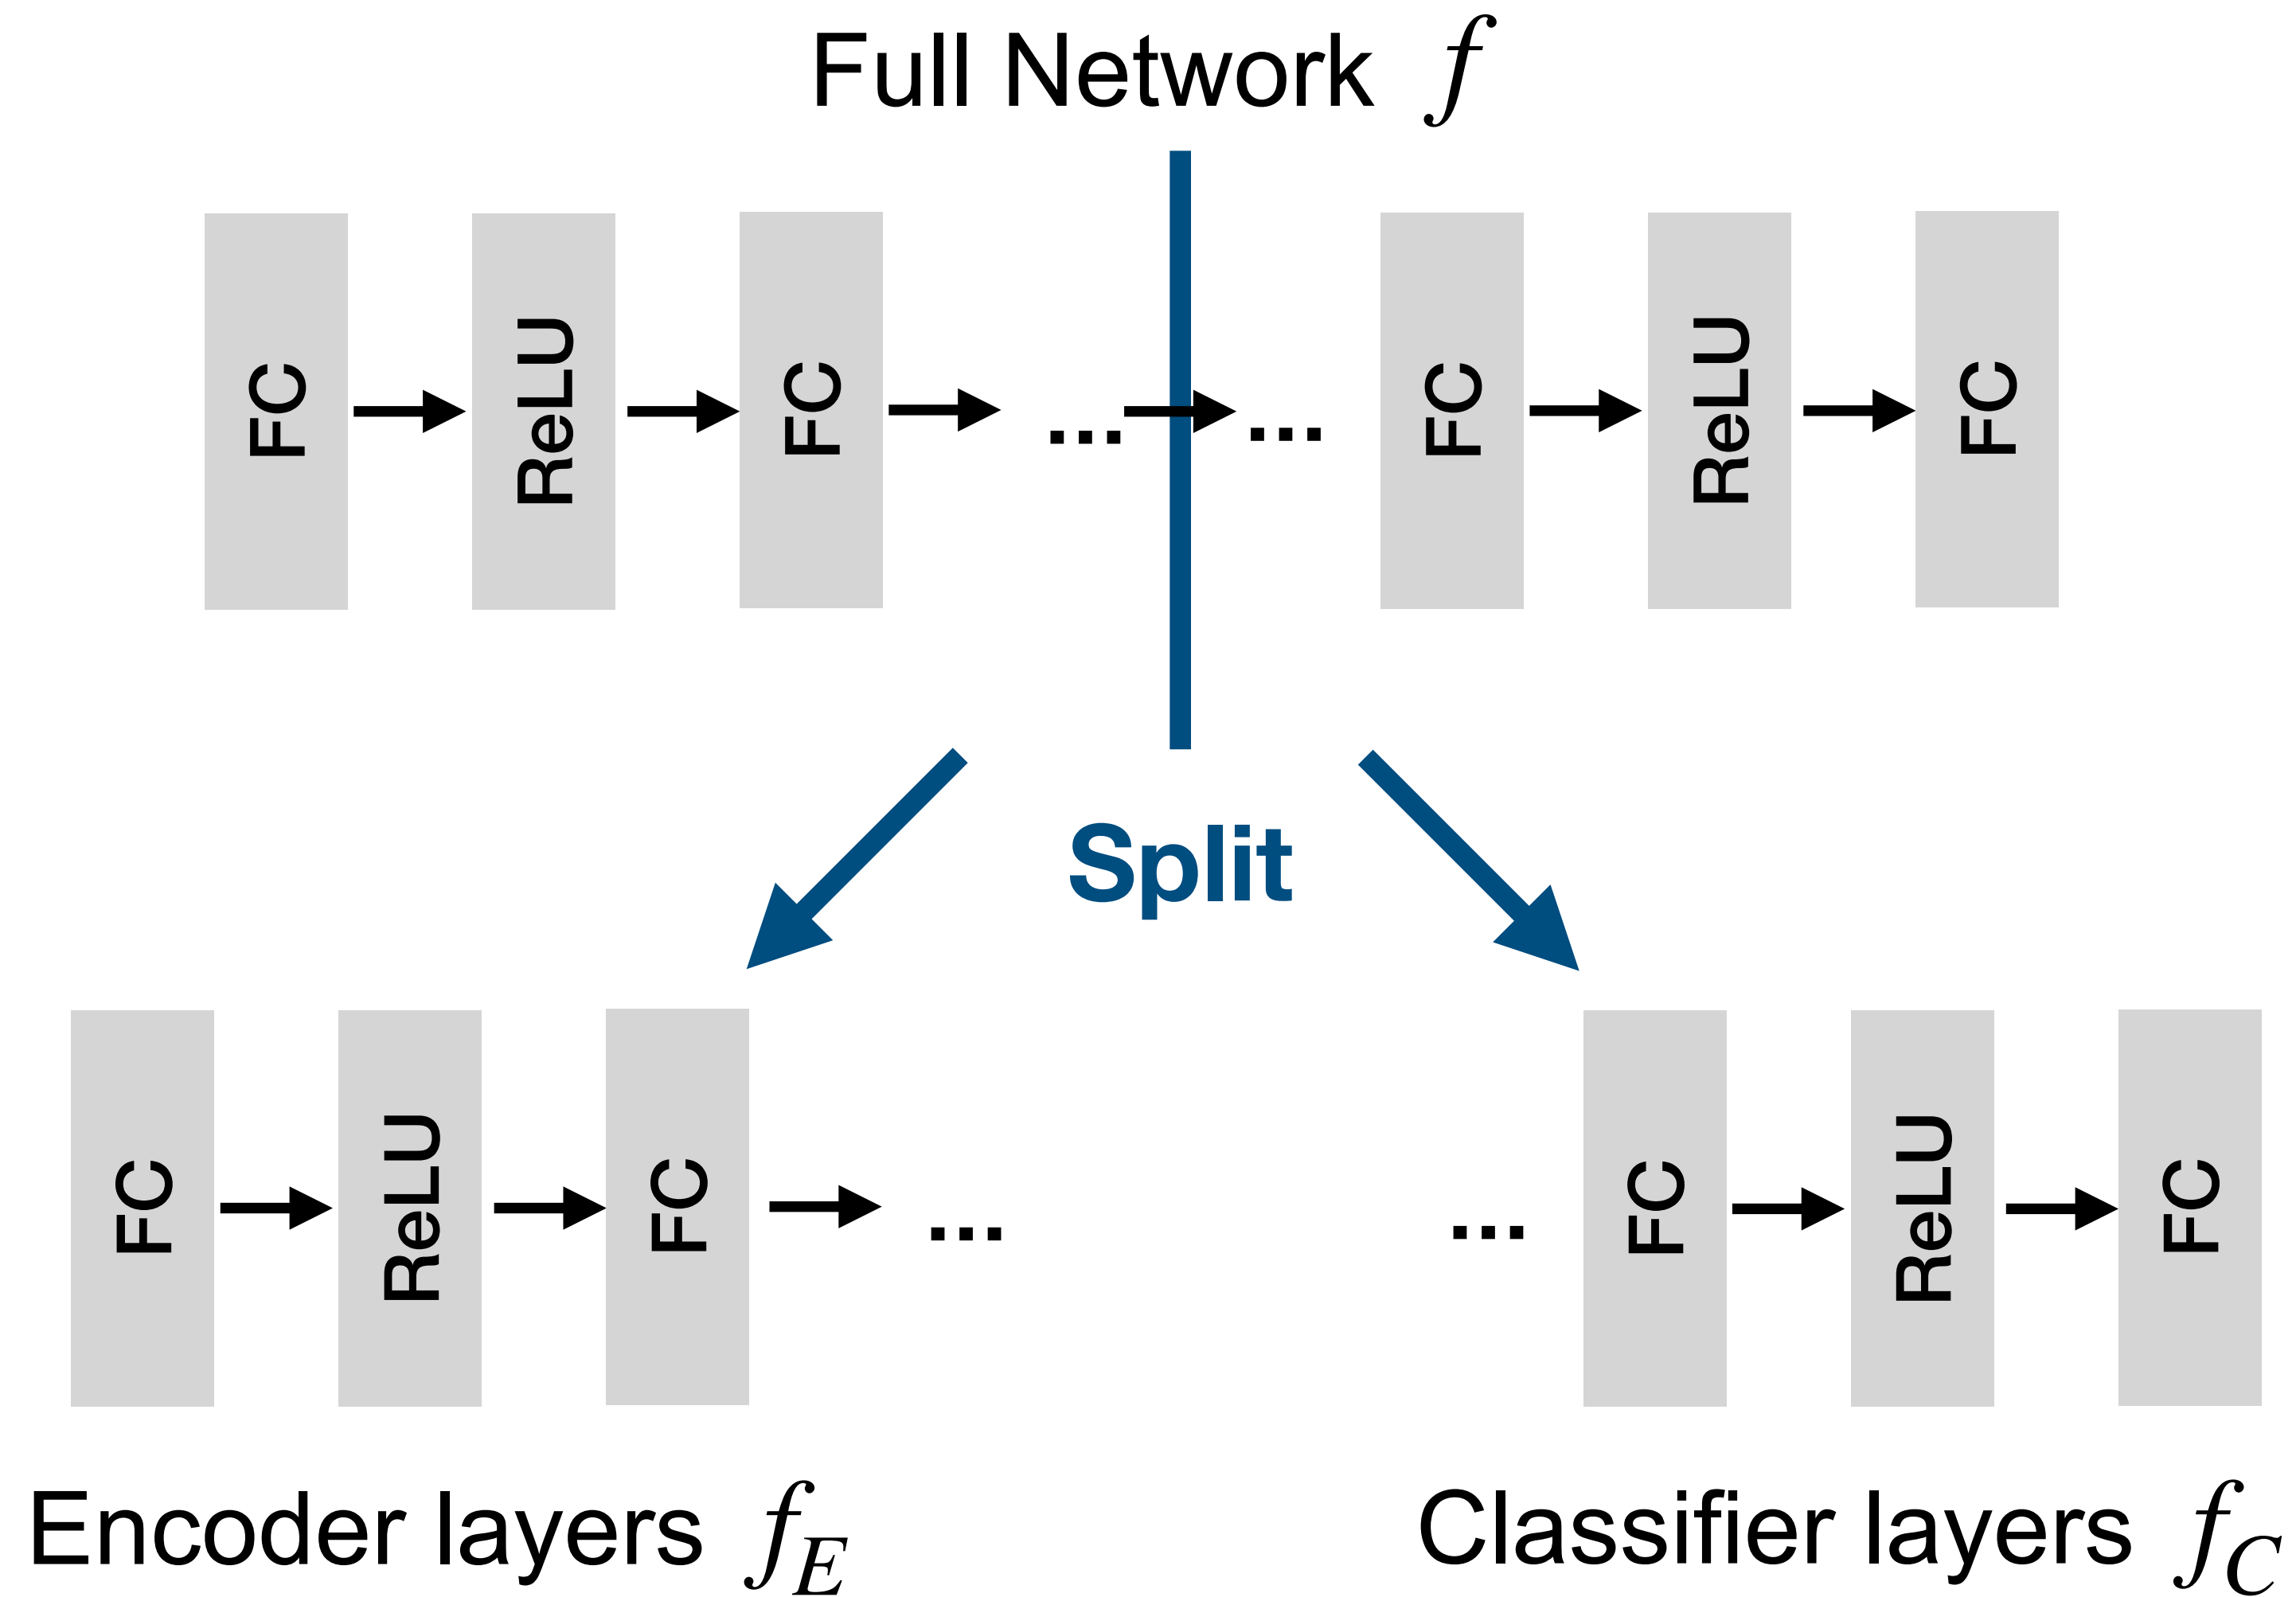 Full Network f
FC
ReLU
FC
...
...
FC
ReLU
FC
Split
FC
ReLU
FC
...
...
FC
ReLU
FC
Encoder layers f_E
Classifier layers f_C